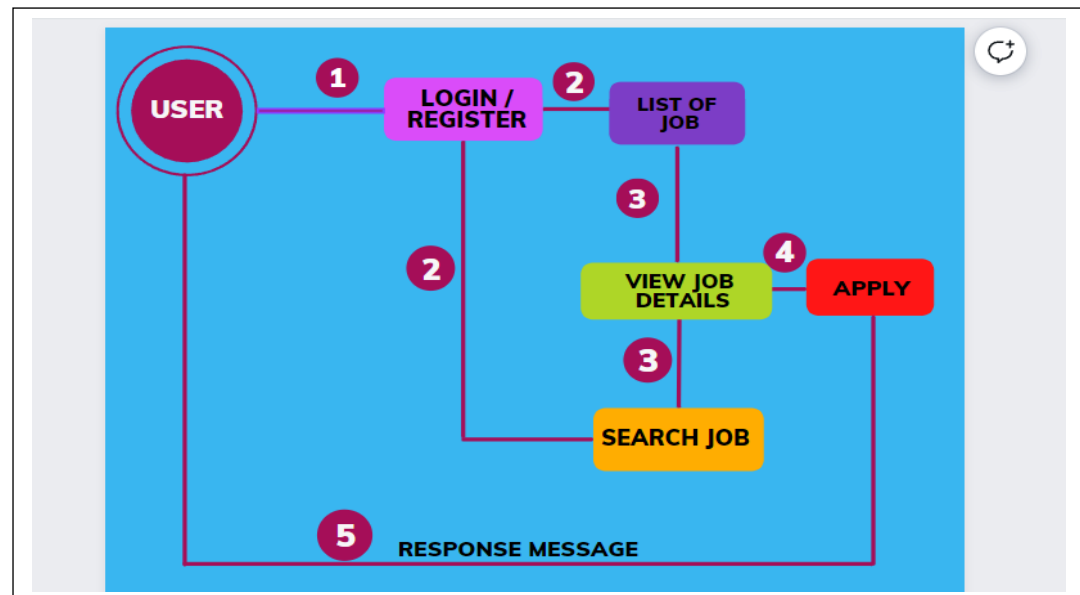 1
2
USER
LOGIN /
REGISTER
LIST OF
JOB
3
2
4
VIEW JOB
DETAILS
APPLY
3
SEARCH JOB
5
RESPONSE MESSAGE